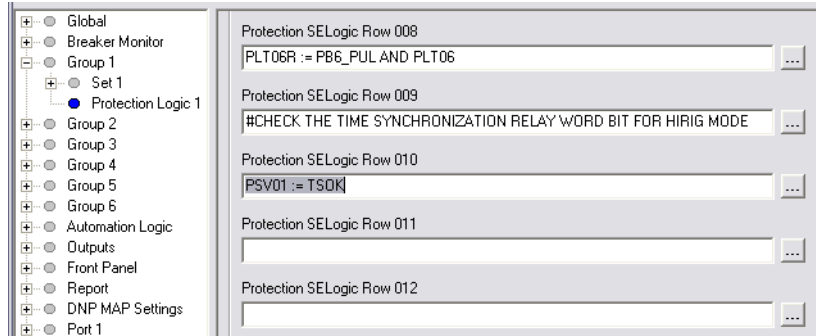 Global
Breaker Monitor
Group 1
Set 1
Protection Logic 1
Group 2
Group 3
Group 4
Group 5
Group 6
Automation Logic
Outputs
Front Panel
Report
DNP MAP Settings
Port 1
Protection SELogic Row 008
PLT06R := PB6_PUL AND PLT06
...
Protection SELogic Row 009
#CHECK THE TIME SYNCHRONIZATION RELAY WORD BIT FOR HIRIG MODE
...
Protection SELogic Row 010
PSV01 := TSOK
...
Protection SELogic Row 011
...
Protection SELogic Row 012
...